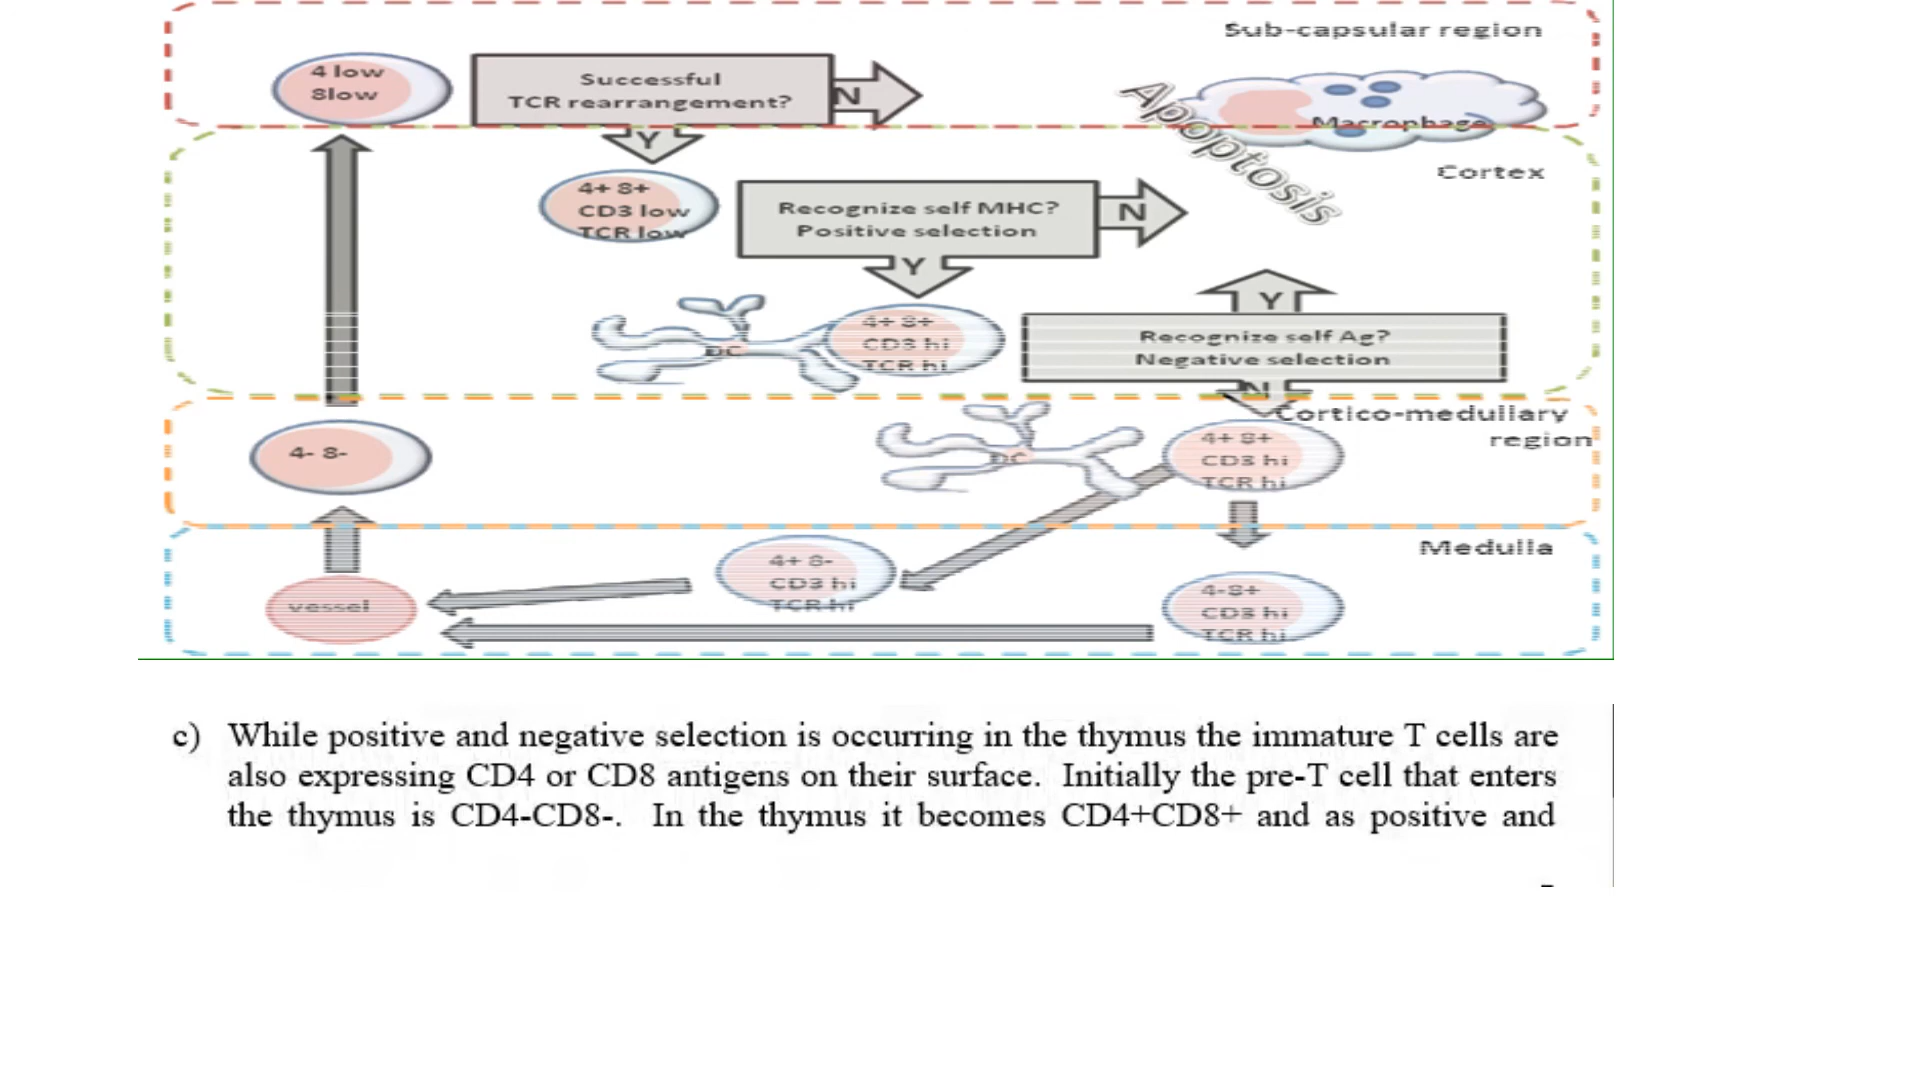 Sub-capsular region
4 low
8low
Successful
TCR rearrangement?
N
Macrophage
Apoptosis
Y
Cortex
4+ 8+
CD3 low
TCR low
Recognize self MHC?
Positive selection
N
Y
Y
4+ 8+
CD3 hi
TCR hi
DC
Recognize self Ag?
Negative selection
N
Cortico-medullary
region
4- 8-
DC
4+ 8+
CD3 hi
TCR hi
Medulla
4+ 8-
CD3 hi
TCR hi
4-8+
CD3 hi
TCR hi
vessel
c) While positive and negative selection is occurring in the thymus the immature T cells are
also expressing CD4 or CD8 antigens on their surface. Initially the pre-T cell that enters
the thymus is CD4-CD8-. In the thymus it becomes CD4+CD8+ and as positive and